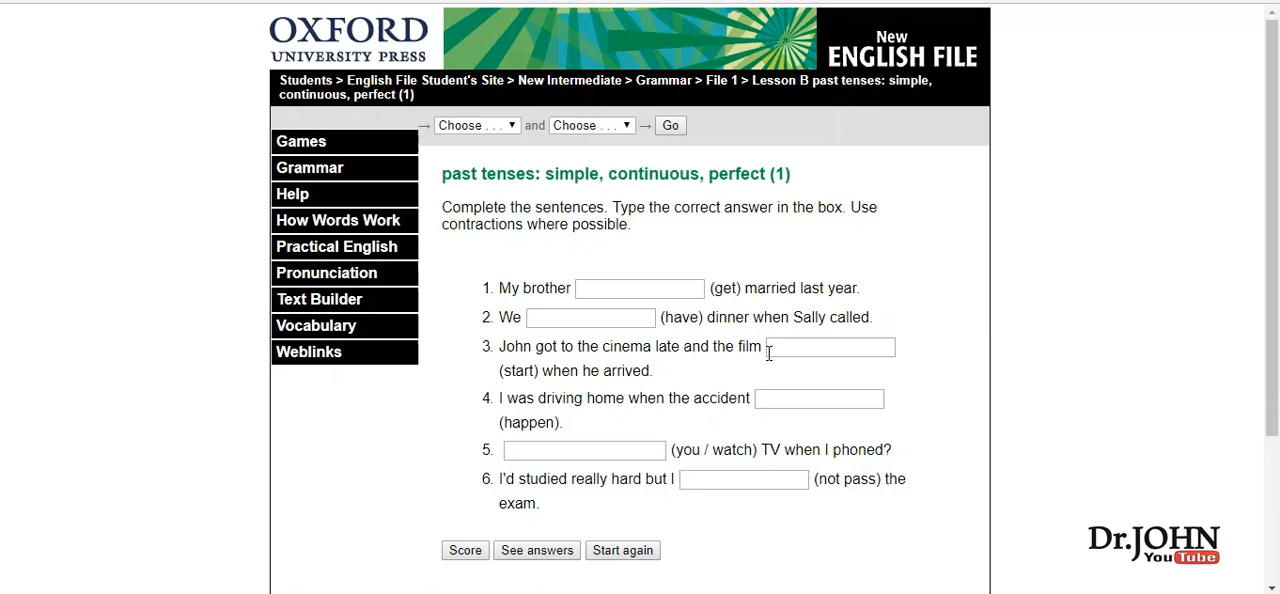 OXFORD
UNIVERSITY PRESS
New
ENGLISH FILE
Students > English File Student's Site > New Intermediate > Grammar > File 1 > Lesson B past tenses: simple,
continuous, perfect (1)
→ Choose . . . ▼ and Choose . . . ▼ → Go
Games
Grammar
Help
How Words Work
Practical English
Pronunciation
Text Builder
Vocabulary
Weblinks
past tenses: simple, continuous, perfect (1)
Complete the sentences. Type the correct answer in the box. Use
contractions where possible.
1. My brother (get) married last year.
2. We (have) dinner when Sally called.
3. John got to the cinema late and the film
(start) when he arrived.
4. I was driving home when the accident
(happen).
5. (you / watch) TV when I phoned?
6. I'd studied really hard but I (not pass) the
exam.
Score See answers Start again
Dr.JOHN
YouTube